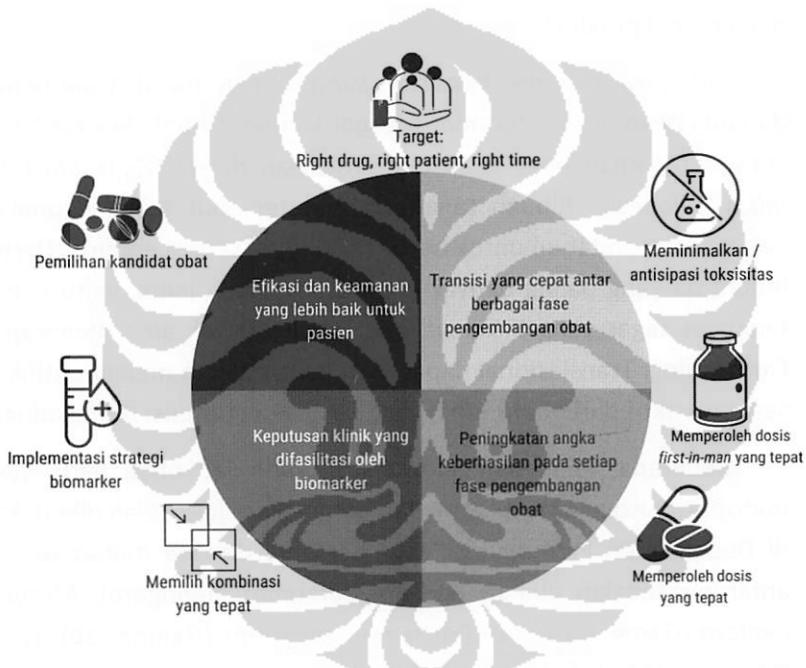 Target:
Right drug, right patient, right time
Pemilihan kandidat obat
Meminimalkan /
antisipasi toksisitas
Efikasi dan keamanan
yang lebih baik untuk
pasien
Transisi yang cepat antar
berbagai fase
pengembangan obat
Implementasi strategi
biomarker
Keputusan klinik yang
difasilitasi oleh
biomarker
Peningkatan angka
keberhasilan pada setiap
fase pengembangan
obat
Memperoleh dosis
first-in-man yang tepat
Memilih kombinasi
yang tepat
Memperoleh dosis
yang tepat